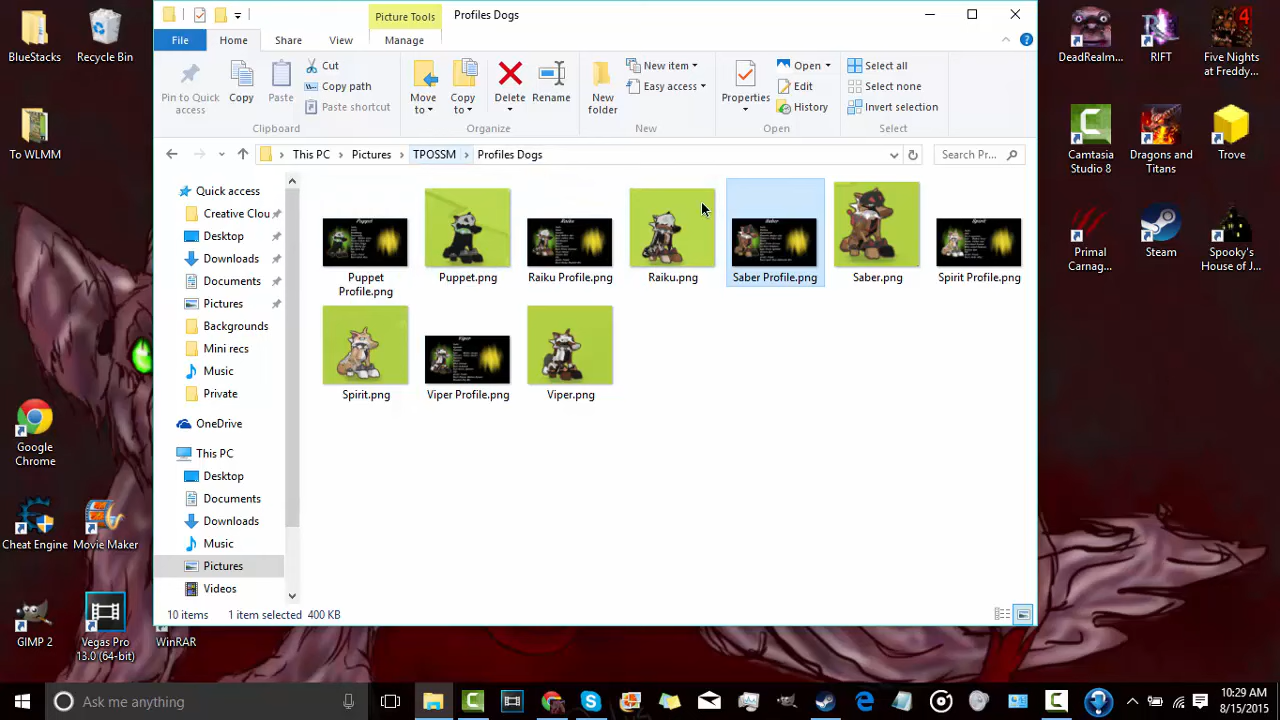 BlueStacks
Recycle Bin
To WLMM
Google
Chrome
Cheat Engine
Movie Maker
GIMP 2
Vegas Pro
13.0 (64-bit)
WinRAR
Picture Tools
Profiles Dogs
File
Home
Share
View
Manage
Pin to Quick
access
Copy
Paste
Cut
Copy path
Paste shortcut
Clipboard
Move
to
Copy
to
Delete
Rename
Organize
New
folder
New item
Easy access
New
Properties
Open
Edit
History
Open
Select all
Select none
Invert selection
Select
This PC
Pictures
TPOSSM
Profiles Dogs
Search Pr...
Quick access
Creative Clou
Desktop
Downloads
Documents
Pictures
Backgrounds
Mini recs
Music
Private
OneDrive
This PC
Desktop
Documents
Downloads
Music
Pictures
Videos
Puppet
Profile.png
Puppet.png
Raiku Profile.png
Raiku.png
Saber Profile.png
Saber.png
Spirit Profile.png
Spirit.png
Viper Profile.png
Viper.png
10 items
1 item selected 400 KB
DeadRealm...
RIFT
4
Five Nights
at Freddy...
Camtasia
Studio 8
Dragons and
Titans
Trove
Primal
Carnag...
Steam
Spooky's
House of J...
Ask me anything
10:29 AM
8/15/2015